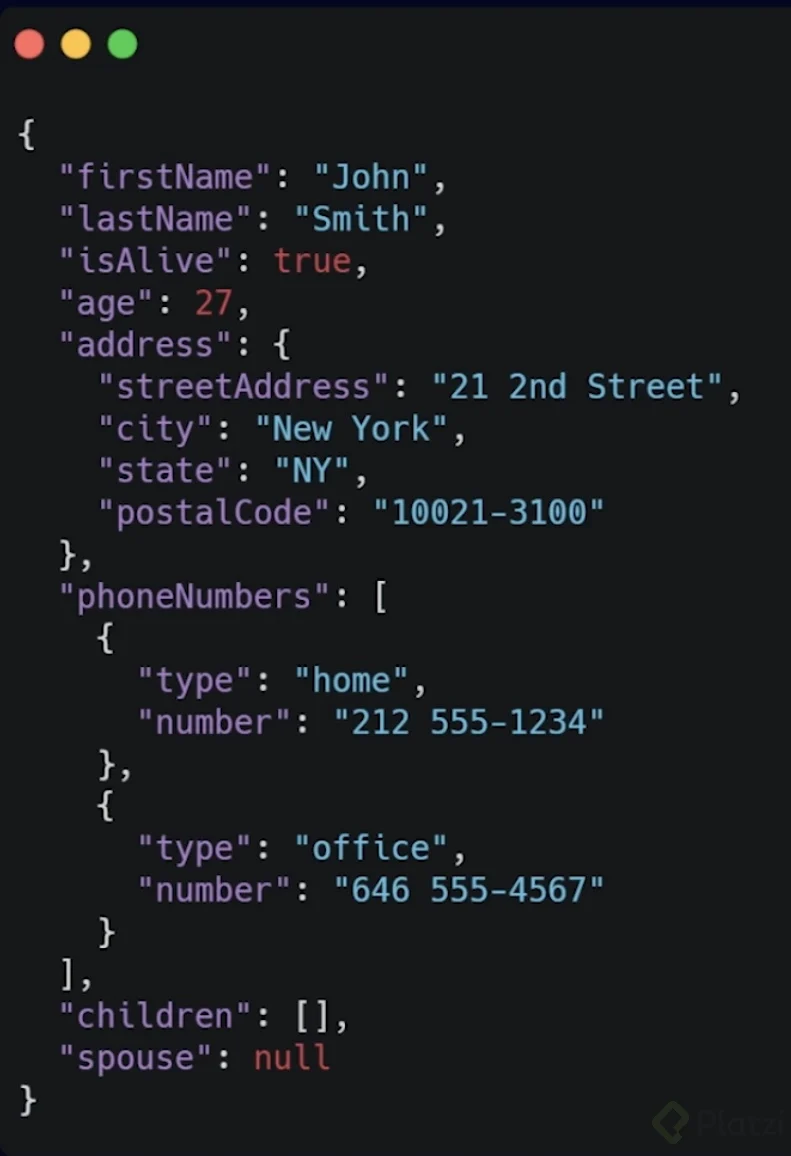 {
  "firstName": "John",
  "lastName": "Smith",
  "isAlive": true,
  "age": 27,
  "address": {
    "streetAddress": "21 2nd Street",
    "city": "New York",
    "state": "NY",
    "postalCode": "10021-3100"
  },
  "phoneNumbers": [
    {
      "type": "home",
      "number": "212 555-1234"
    },
    {
      "type": "office",
      "number": "646 555-4567"
    }
  ],
  "children": [],
  "spouse": null
}
Platzi